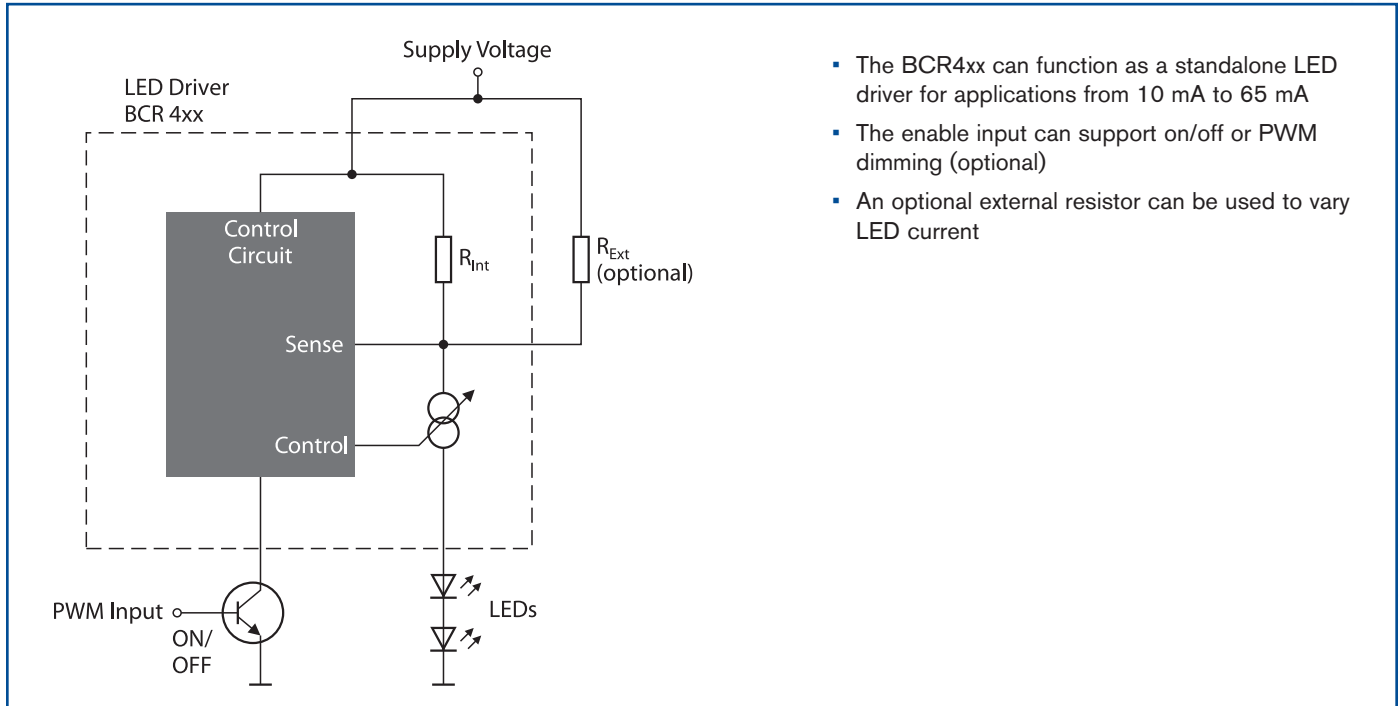 Supply Voltage
LED Driver
BCR 4xx
Control
Circuit
R_Int
R_Ext
(optional)
Sense
Control
PWM Input
ON/
OFF
LEDs
▪ The BCR4xx can function as a standalone LED
driver for applications from 10 mA to 65 mA
▪ The enable input can support on/off or PWM
dimming (optional)
▪ An optional external resistor can be used to vary
LED current